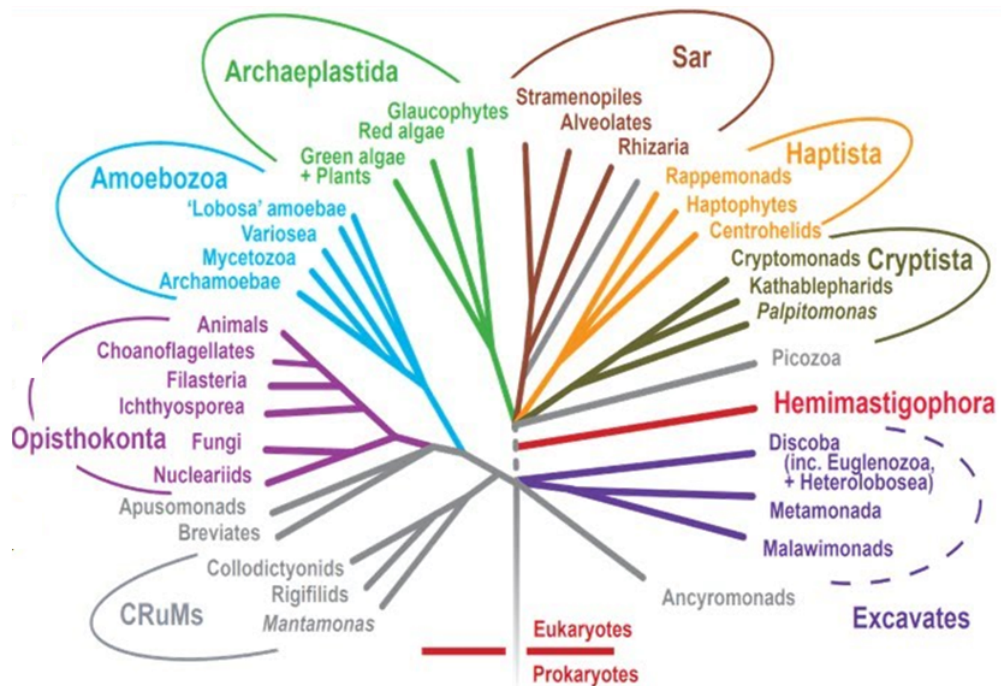 Archaeplastida
Glaucophytes
Red algae
Green algae
+ Plants
Sar
Stramenopiles
Alveolates
Rhizaria
Haptista
Rappemonads
Haptophytes
Centrohelids
Cryptomonads
Cryptista
Kathablepharids
Palpitomonas
Picozoa
Hemimastigophora
Discoba
(inc. Euglenozoa,
+ Heterolobosea)
Metamonada
Malawimonads
Excavates
Ancyromonads
Amoebozoa
'Lobosa' amoebae
Variosea
Mycetozoa
Archamoebae
Animals
Choanoflagellates
Filasteria
Ichthyosporea
Opisthokonta
Fungi
Nucleariids
Apusomonads
Breviates
Collodictyonids
Rigifilids
CRuMs
Mantamonas
Eukaryotes
Prokaryotes